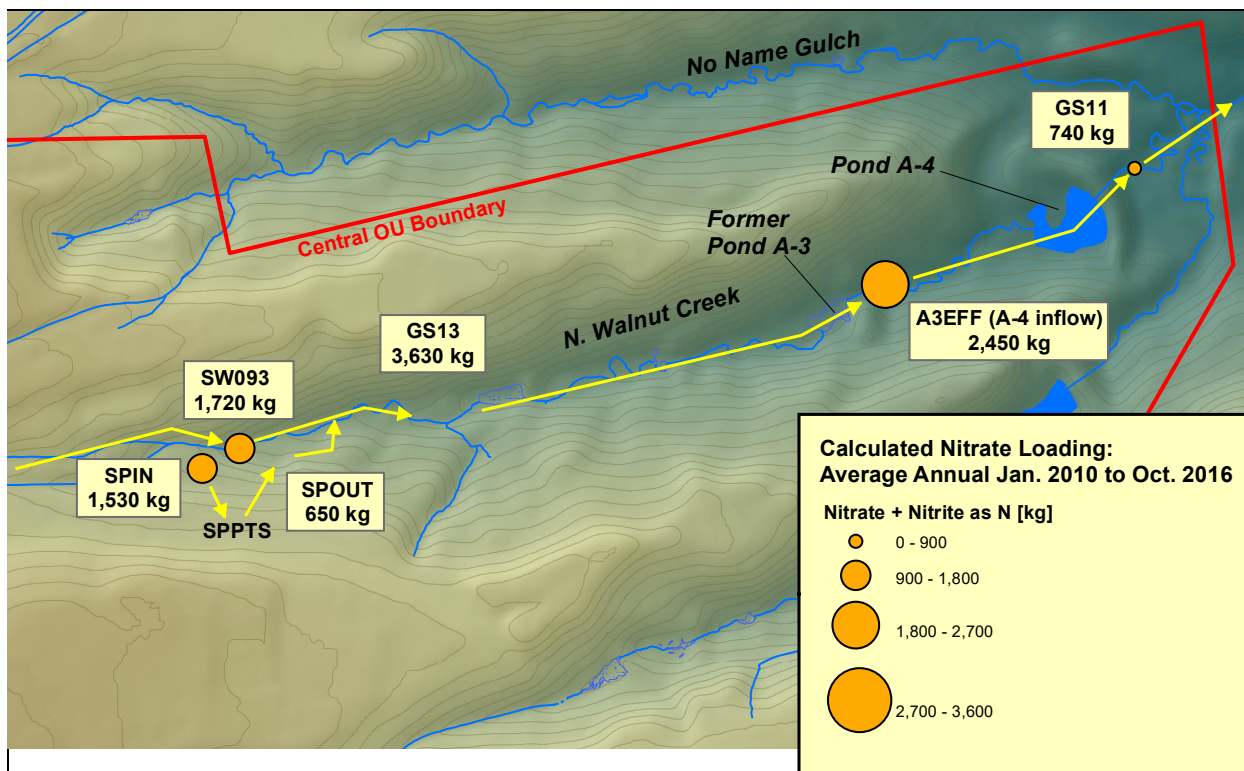 No Name Gulch
GS11
740 kg
Pond A-4
Central OU Boundary
Former
Pond A-3
N. Walnut Creek
A3EFF (A-4 inflow)
2,450 kg
GS13
3,630 kg
SW093
1,720 kg
SPIN
1,530 kg
SPOUT
650 kg
SPPTS
Calculated Nitrate Loading:
Average Annual Jan. 2010 to Oct. 2016
Nitrate + Nitrite as N [kg]
0 - 900
900 - 1,800
1,800 - 2,700
2,700 - 3,600